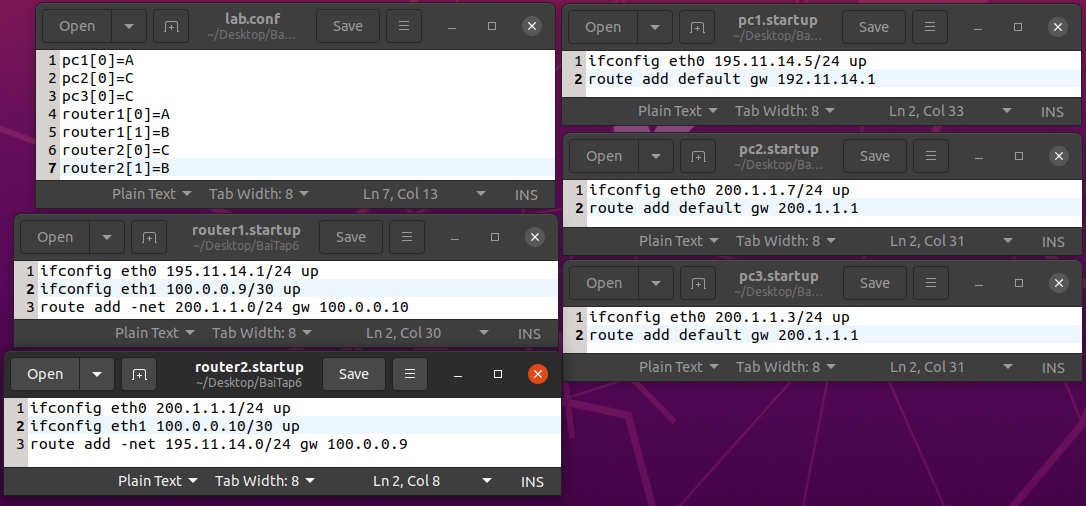 Open
lab.conf
~/Desktop/Ba...
Save
1 pc1[0]=A
2 pc2[0]=C
3 pc3[0]=C
4 router1[0]=A
5 router1[1]=B
6 router2[0]=C
7 router2[1]=B
Plain Text Tab Width: 8 Ln 7, Col 13 INS
Open
router1.startup
~/Desktop/BaiTap6
Save
1 ifconfig eth0 195.11.14.1/24 up
2 ifconfig eth1 100.0.0.9/30 up
3 route add -net 200.1.1.0/24 gw 100.0.0.10
Plain Text Tab Width: 8 Ln 2, Col 30 INS
Open
router2.startup
~/Desktop/BaiTap6
Save
1 ifconfig eth0 200.1.1.1/24 up
2 ifconfig eth1 100.0.0.10/30 up
3 route add -net 195.11.14.0/24 gw 100.0.0.9
Plain Text Tab Width: 8 Ln 2, Col 8 INS
Open
pc1.startup
~/Desktop/Ba...
Save
1 ifconfig eth0 195.11.14.5/24 up
2 route add default gw 192.11.14.1
Plain Text Tab Width: 8 Ln 2, Col 33 INS
Open
pc2.startup
~/Desktop/Ba...
Save
1 ifconfig eth0 200.1.1.7/24 up
2 route add default gw 200.1.1.1
Plain Text Tab Width: 8 Ln 2, Col 31 INS
Open
pc3.startup
~/Desktop/Ba...
Save
1 ifconfig eth0 200.1.1.3/24 up
2 route add default gw 200.1.1.1
Plain Text Tab Width: 8 Ln 2, Col 31 INS